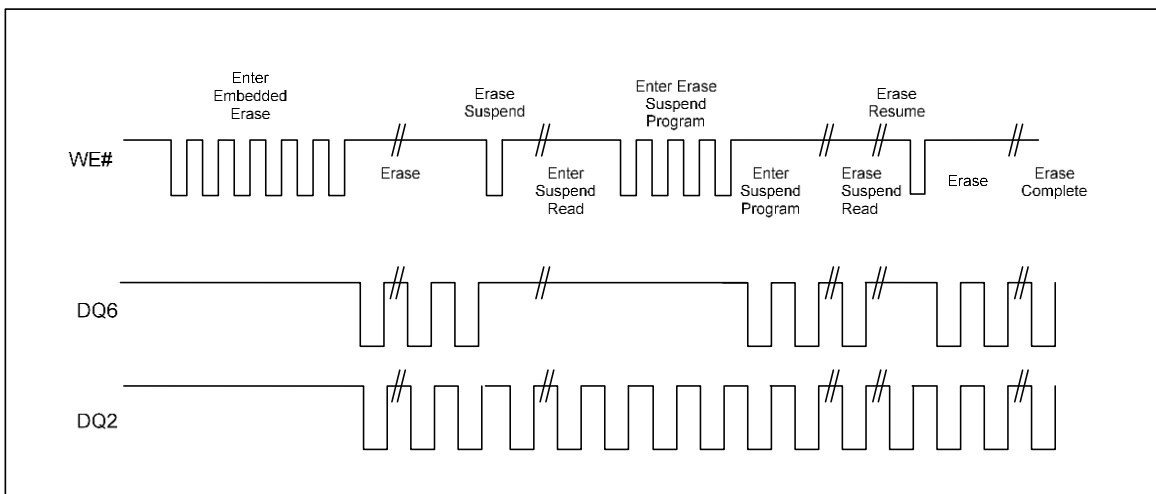 Enter
Embedded
Erase
Erase
Suspend
Enter Erase
Suspend
Program
Erase
Resume
WE#
Erase
Enter
Suspend
Read
Enter
Suspend
Program
Erase
Suspend
Read
Erase
Erase
Complete
DQ6
DQ2